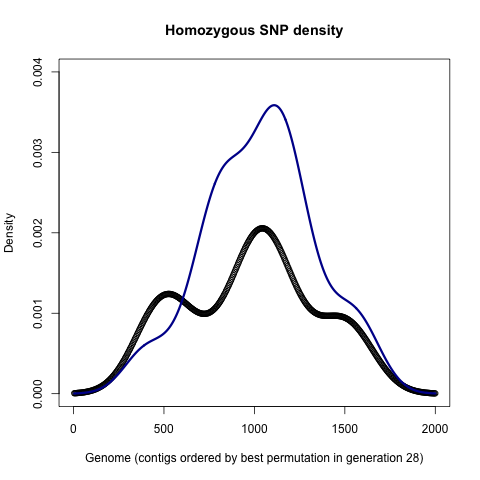 Homozygous SNP density
0.004
0.003
0.002
0.001
0.000
Density
0 500 1000 1500 2000
Genome (contigs ordered by best permutation in generation 28)